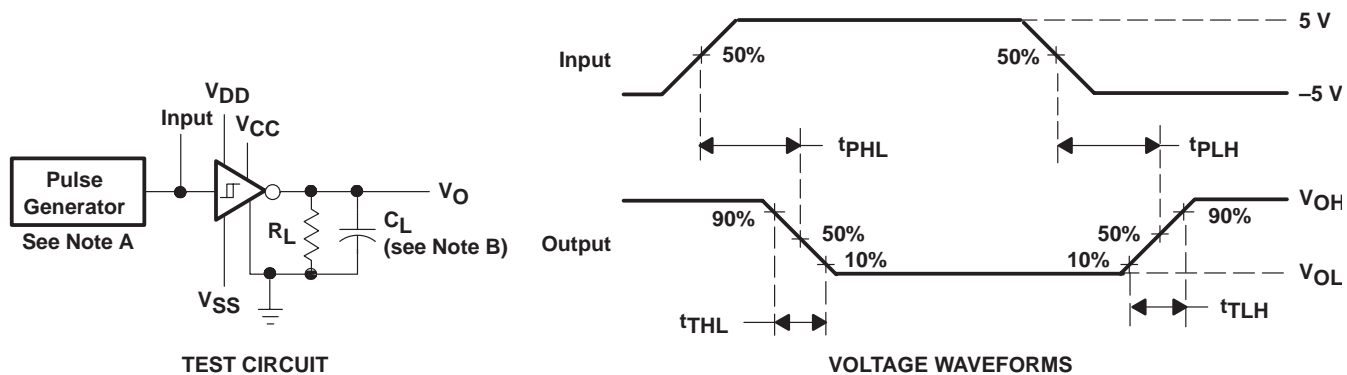 Input
VDD
VCC
Pulse
Generator
See Note A
VO
RL
CL
(see Note B)
VSS
TEST CIRCUIT
Input
50%
50%
5 V
–5 V
tPHL
tPLH
Output
90%
50%
10%
10%
50%
90%
VOH
VOL
tTHL
tTLH
VOLTAGE WAVEFORMS